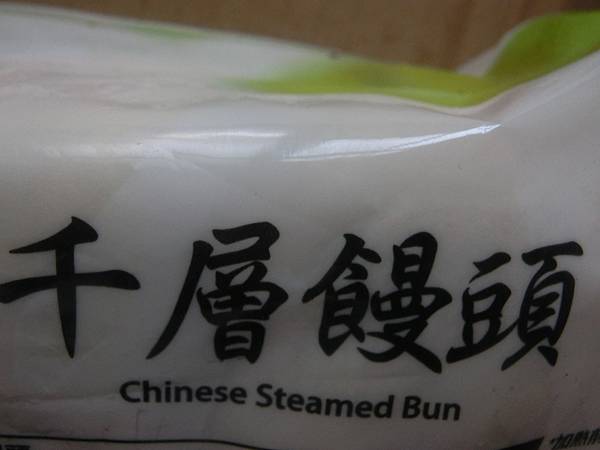 千層饅頭
Chinese Steamed Bun